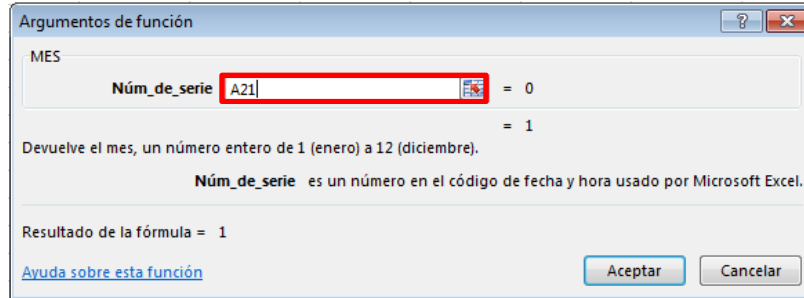 Argumentos de función
MES
Núm_de_serie A21 = 0
= 1
Devuelve el mes, un número entero de 1 (enero) a 12 (diciembre).
Núm_de_serie es un número en el código de fecha y hora usado por Microsoft Excel.
Resultado de la fórmula = 1
Ayuda sobre esta función Aceptar Cancelar